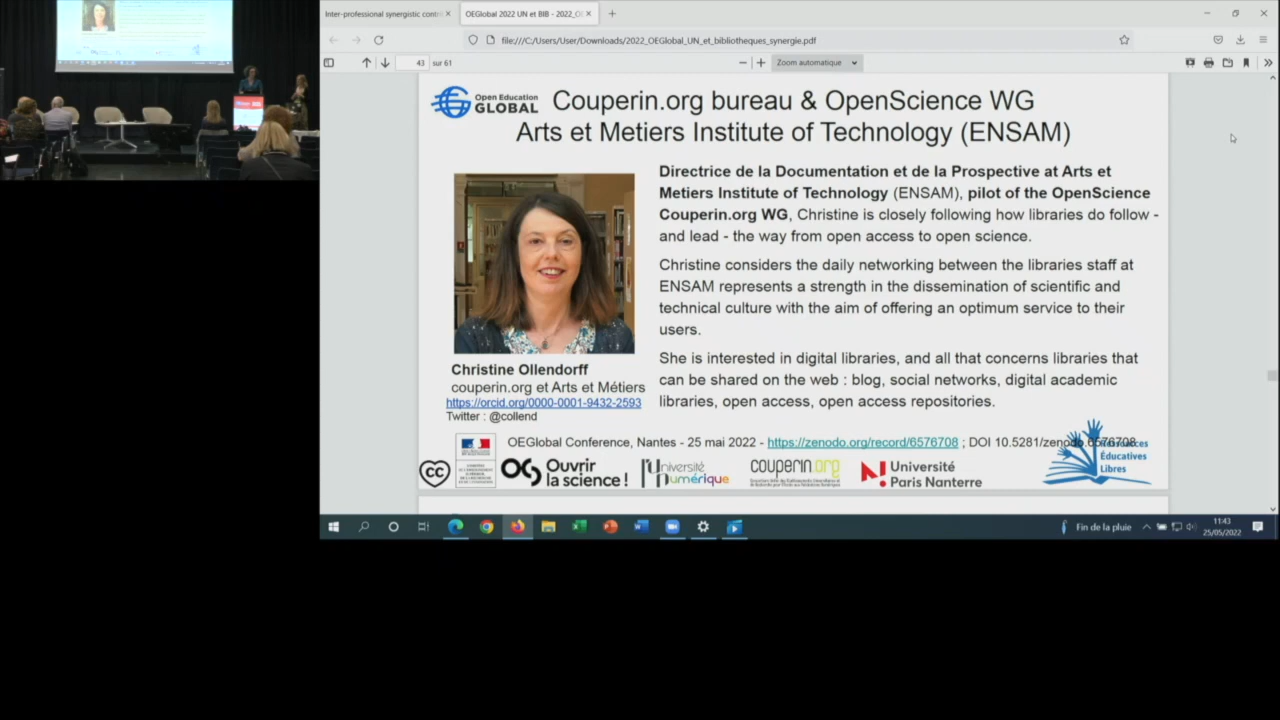 Inter-professional synergistic contri
OEGlobal 2022 UN et BIB - 2022_OE
file:///C:/Users/User/Downloads/2022_OEGlobal_UN_et_bibliotheques_synergie.pdf
43 sur 61
Zoom automatique
Open Education
GLOBAL
Couperin.org bureau & OpenScience WG
Arts et Metiers Institute of Technology (ENSAM)
Directrice de la Documentation et de la Prospective at Arts et
Metiers Institute of Technology (ENSAM), pilot of the OpenScience
Couperin.org WG, Christine is closely following how libraries do follow -
and lead - the way from open access to open science.
Christine considers the daily networking between the libraries staff at
ENSAM represents a strength in the dissemination of scientific and
technical culture with the aim of offering an optimum service to their
users.
She is interested in digital libraries, and all that concerns libraries that
can be shared on the web : blog, social networks, digital academic
libraries, open access, open access repositories.
Christine Ollendorff
couperin.org et Arts et Métiers
https://orcid.org/0000-0001-9432-2593
Twitter : @collend
OEGlobal Conference, Nantes - 25 mai 2022 - https://zenodo.org/record/6576708 ; DOI 10.5281/zenodo.6576708
Ressources
Éducatives
Libres
cc
Ouvrir
la science !
l'Université
numérique
couperin.org
Université
Paris Nanterre
Fin de la pluie
11:43
25/05/2022